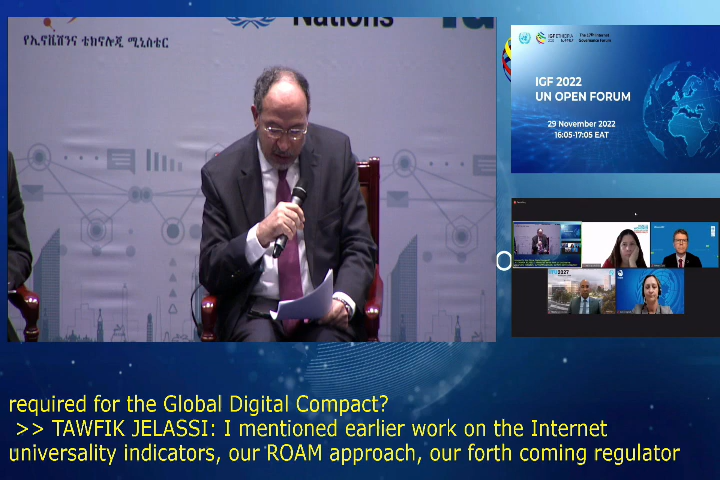 Nations
የኢኖቬሽንና ቴክኖሎጂ ሚኒስቴር
IGF 2022
UN OPEN FORUM
29 November 2022
16:05-17:05 EAT
required for the Global Digital Compact?
>> TAWFIK JELASSI: I mentioned earlier work on the Internet
universality indicators, our ROAM approach, our forth coming regulator